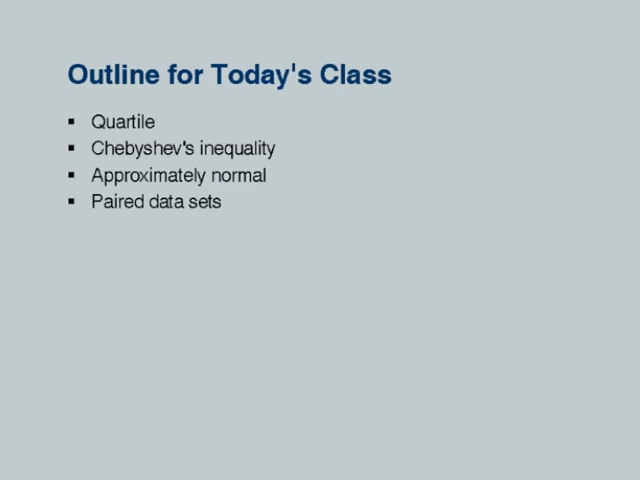 Outline for Today's Class
▪ Quartile
▪ Chebyshev's inequality
▪ Approximately normal
▪ Paired data sets